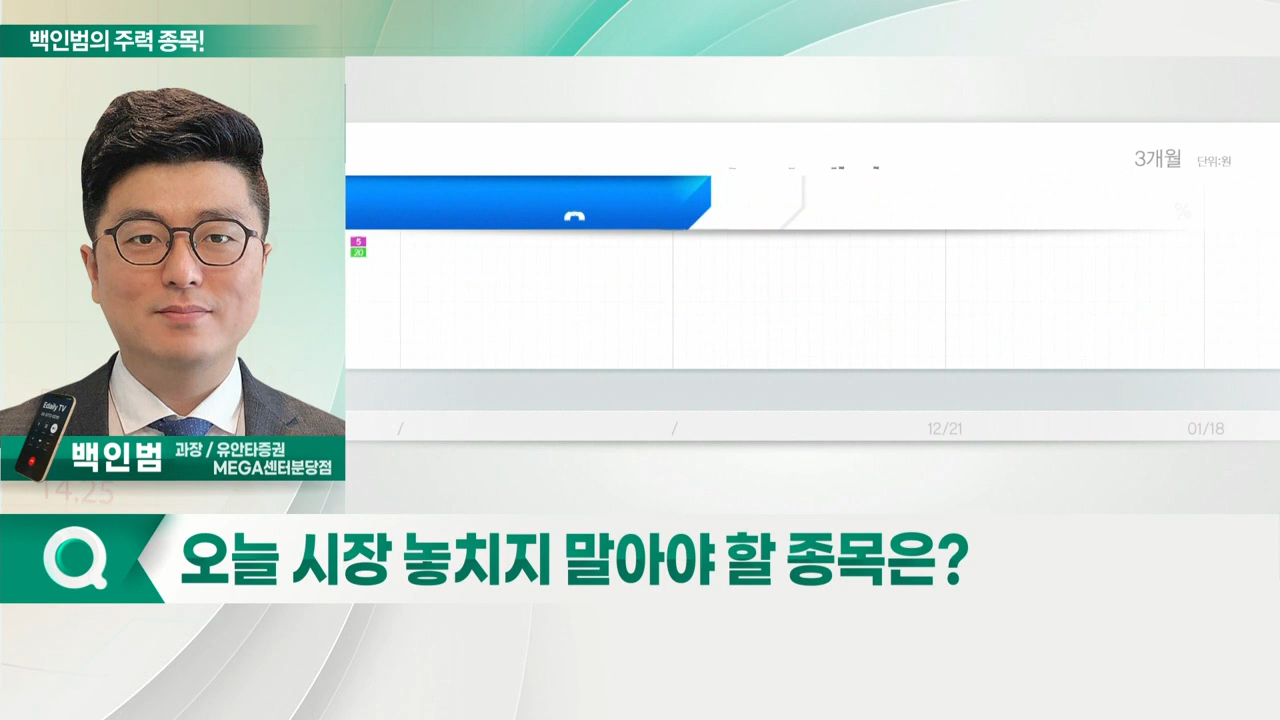 백인범의 주력 종목!
3개월 단위:원
%
5
20
/ / 12/21 01/18
Edaily TV
백인범 과장 / 유안타증권
MEGA센터분당점
14.25
오늘 시장 놓치지 말아야 할 종목은?